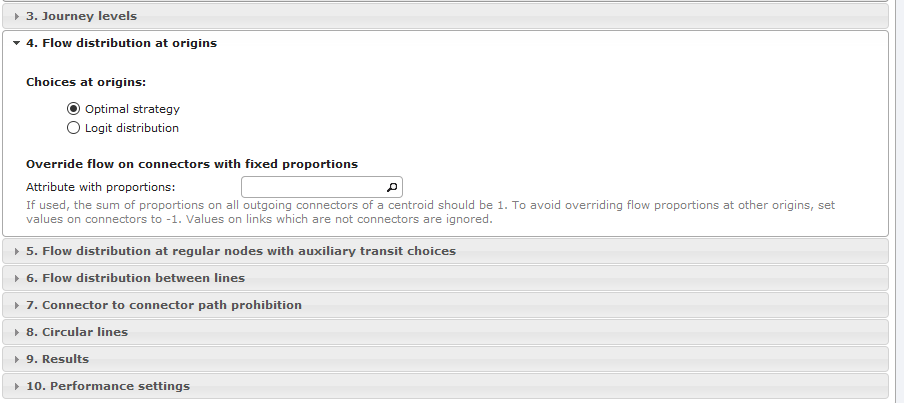 3. Journey levels
4. Flow distribution at origins
Choices at origins:
Optimal strategy
Logit distribution
Override flow on connectors with fixed proportions
Attribute with proportions:
If used, the sum of proportions on all outgoing connectors of a centroid should be 1. To avoid overriding flow proportions at other origins, set
values on connectors to -1. Values on links which are not connectors are ignored.
5. Flow distribution at regular nodes with auxiliary transit choices
6. Flow distribution between lines
7. Connector to connector path prohibition
8. Circular lines
9. Results
10. Performance settings